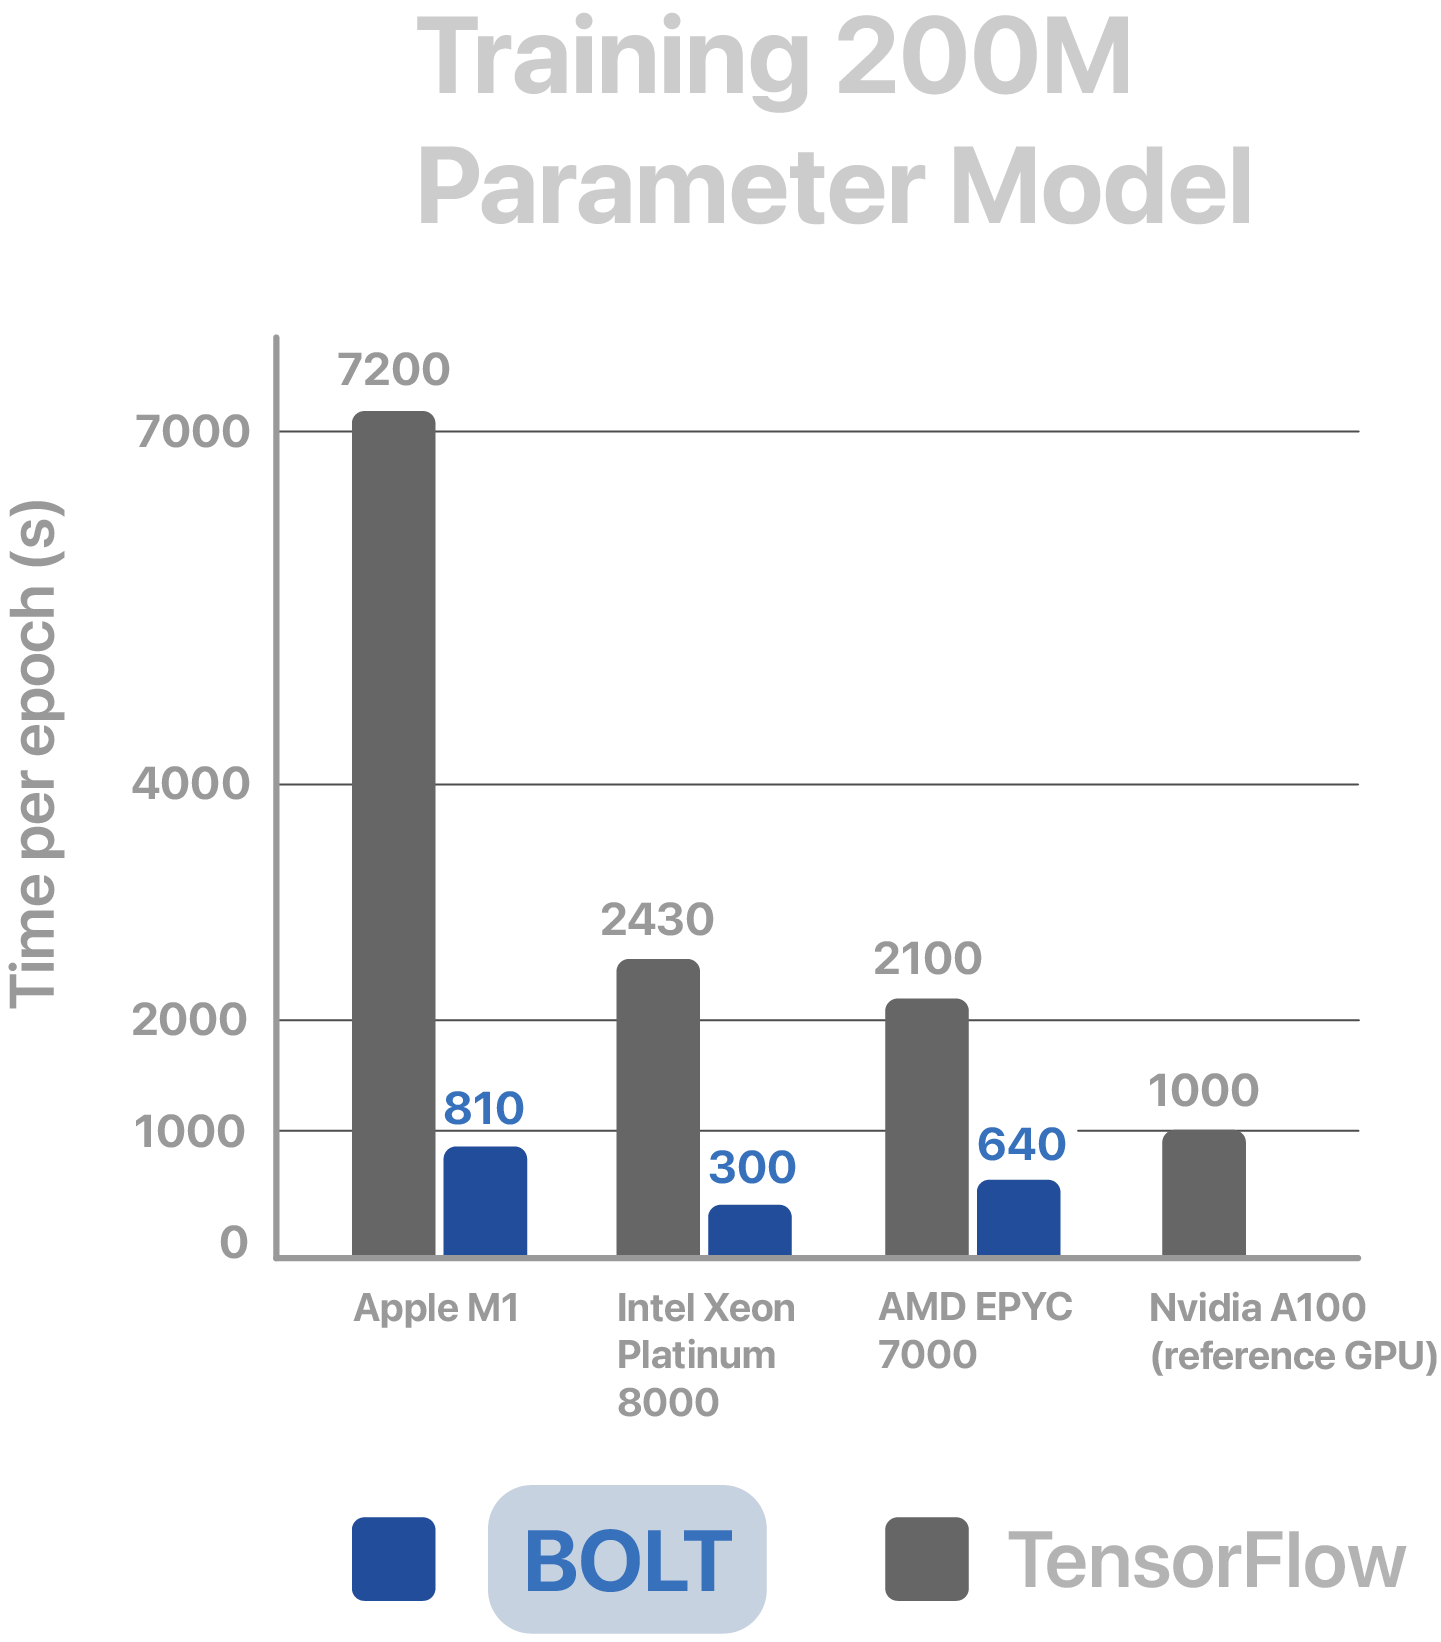 Training 200M
Parameter Model
Time per epoch (s)
7000
4000
2000
1000
0
7200
810
2430
300
2100
640
1000
Apple M1
Intel Xeon
Platinum
8000
AMD EPYC
7000
Nvidia A100
(reference GPU)
BOLT
TensorFlow